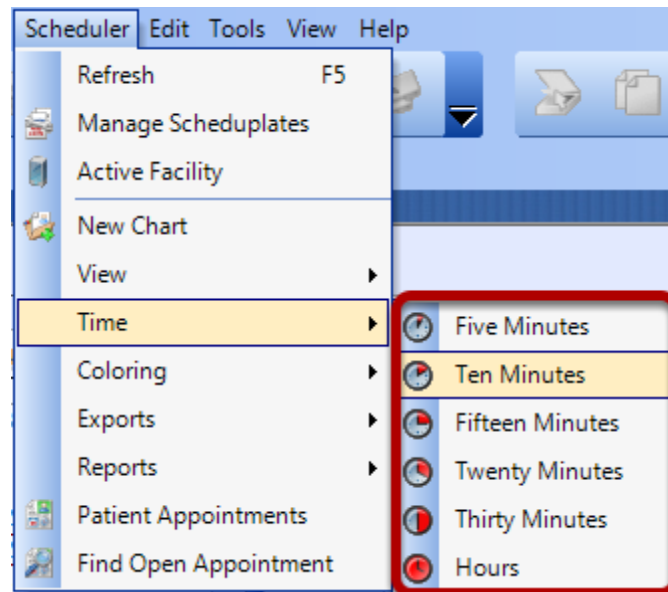 Scheduler Edit Tools View Help
Refresh F5
Manage Scheduplates
Active Facility
New Chart
View
Time
Coloring
Exports
Reports
Patient Appointments
Find Open Appointment
Five Minutes
Ten Minutes
Fifteen Minutes
Twenty Minutes
Thirty Minutes
Hours